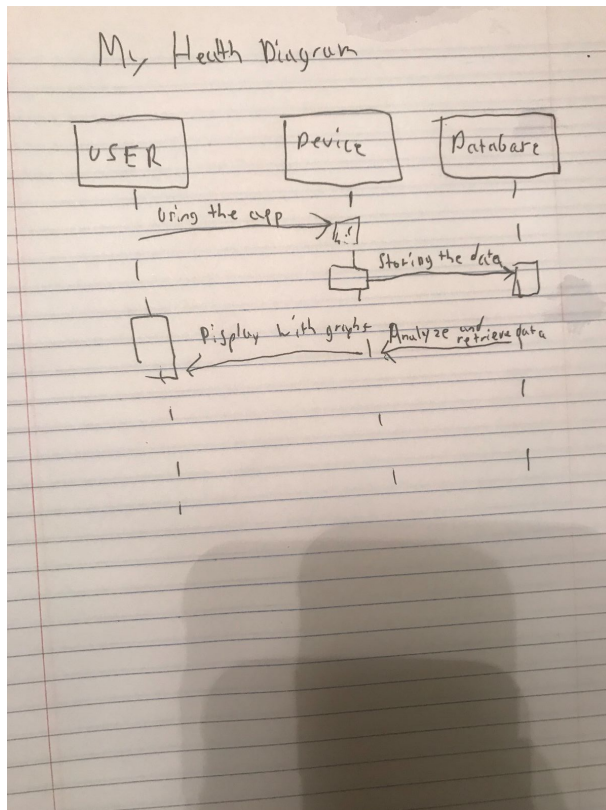 My Health Diagram
USER
Device
Database
Using the app
Storing the data
Display with graphs
Analyze and
retrieve data